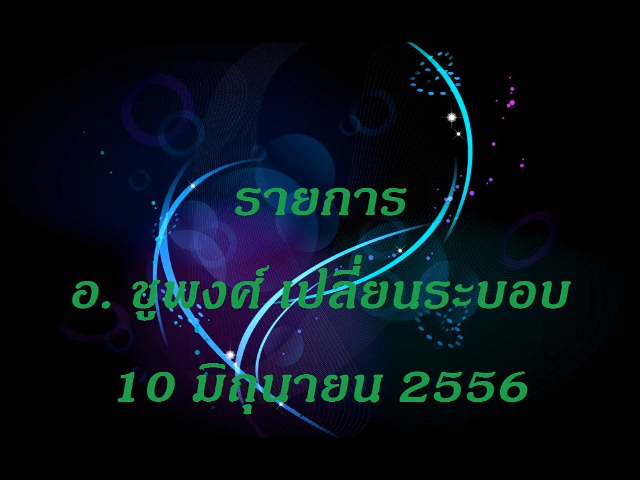 รายการ
อ. ชูพงศ์ เปลี่ยนระบอบ
10 มิถุนายน 2556